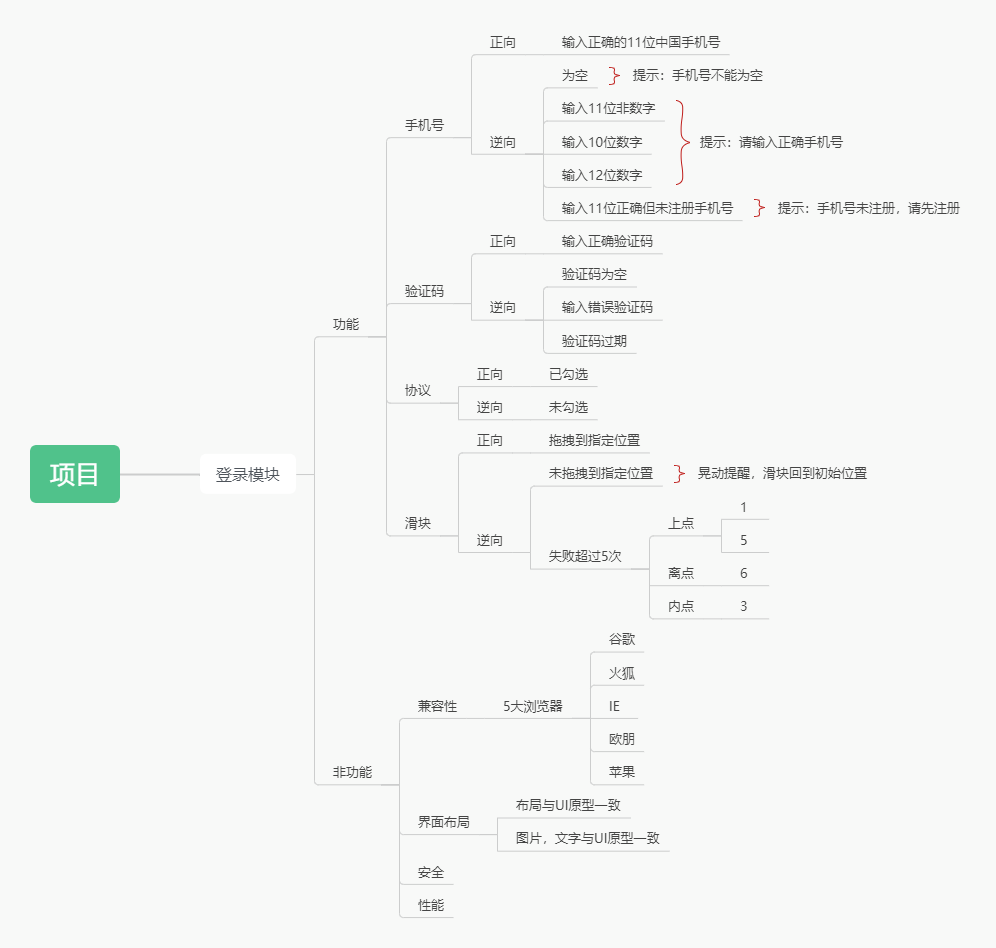 正向
输入正确的11位中国手机号
为空
提示：手机号不能为空
输入11位非数字
手机号
逆向
输入10位数字
提示：请输入正确手机号
输入12位数字
输入11位正确但未注册手机号
提示：手机号未注册，请先注册
正向
输入正确验证码
验证码为空
验证码
逆向
输入错误验证码
功能
验证码过期
正向
已勾选
协议
逆向
未勾选
正向
拖拽到指定位置
项目
登录模块
未拖拽到指定位置
晃动提醒，滑块回到初始位置
1
滑块
上点
逆向
5
失败超过5次
离点
6
内点
3
谷歌
火狐
兼容性
5大浏览器
IE
欧朋
非功能
苹果
布局与UI原型一致
界面布局
图片，文字与UI原型一致
安全
性能